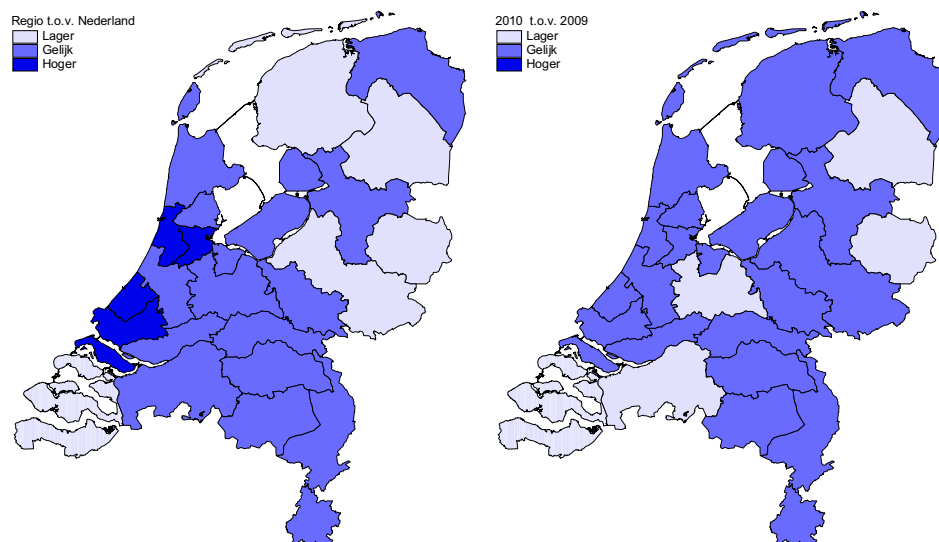 Regio t.o.v. Nederland
Lager
Gelijk
Hoger
2010 t.o.v. 2009
Lager
Gelijk
Hoger